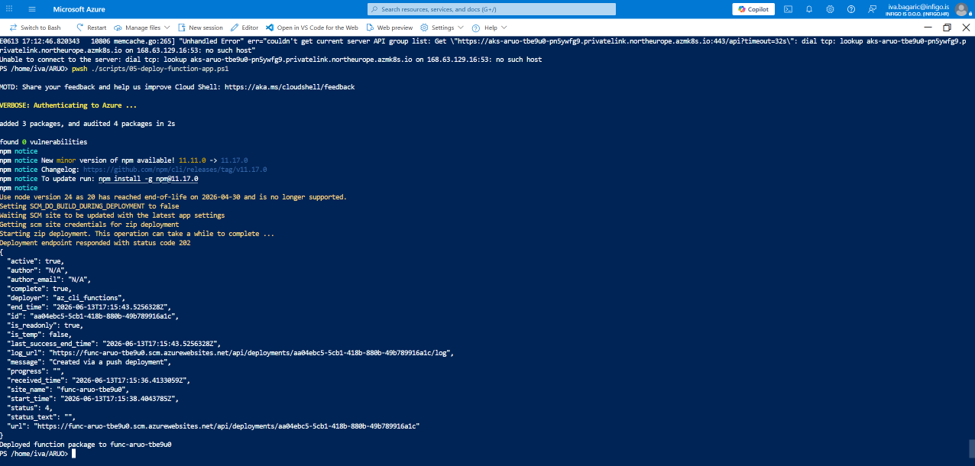 Microsoft Azure
Search resources, services, and docs (G+/)
Copilot
iva.bagaric@infigo.is
INFIGO IS D.O.O. (INFIGO.HR)
Switch to Bash
Restart
Manage files
New session
Editor
Open in VS Code for the Web
Web preview
Settings
Help
E0613 17:12:46.820343   10806 memcache.go:265] "Unhandled Error" err="couldn't get current server API group list: Get \"https://aks-aruo-tbe9u0-pn5ywfg9.privatelink.northeurope.azmk8s.io:443/api?timeout=32s\": dial tcp: lookup aks-aruo-tbe9u0-pn5ywfg9.p
rivatelink.northeurope.azmk8s.io on 168.63.129.16:53: no such host"
Unable to connect to the server: dial tcp: lookup aks-aruo-tbe9u0-pn5ywfg9.privatelink.northeurope.azmk8s.io on 168.63.129.16:53: no such host
PS /home/iva/ARUO> pwsh ./scripts/05-deploy-function-app.ps1
MOTD: Share your feedback and help us improve Cloud Shell: https://aka.ms/cloudshell/feedback
VERBOSE: Authenticating to Azure ...
added 3 packages, and audited 4 packages in 2s
found 0 vulnerabilities
npm notice
npm notice New minor version of npm available! 11.11.0 -> 11.17.0
npm notice Changelog: https://github.com/npm/cli/releases/tag/v11.17.0
npm notice To update run: npm install -g npm@11.17.0
npm notice
Use node version 24 as 20 has reached end-of-life on 2026-04-30 and is no longer supported.
Setting SCM_DO_BUILD_DURING_DEPLOYMENT to false
Waiting SCM site to be updated with the latest app settings
Getting scm site credentials for zip deployment
Starting zip deployment. This operation can take a while to complete ...
Deployment endpoint responded with status code 202
{
"active": true,
"author": "N/A",
"author_email": "N/A",
"complete": true,
"deployer": "az_cli_functions",
"end_time": "2026-06-13T17:15:43.5256328Z",
"id": "aa04ebc5-5cb1-418b-880b-49b789916a1c",
"is_readonly": true,
"is_temp": false,
"last_success_end_time": "2026-06-13T17:15:43.5256328Z",
"log_url": "https://func-aruo-tbe9u0.scm.azurewebsites.net/api/deployments/aa04ebc5-5cb1-418b-880b-49b789916a1c/log",
"message": "Created via a push deployment",
"progress": "",
"received_time": "2026-06-13T17:15:36.4133059Z",
"site_name": "func-aruo-tbe9u0",
"start_time": "2026-06-13T17:15:38.4043785Z",
"status": 4,
"status_text": "",
"url": "https://func-aruo-tbe9u0.scm.azurewebsites.net/api/deployments/aa04ebc5-5cb1-418b-880b-49b789916a1c"
}
Deployed function package to func-aruo-tbe9u0
PS /home/iva/ARUO>